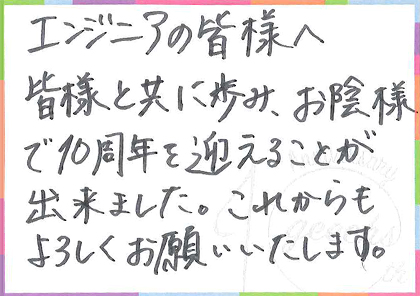 エンジニアの皆様へ
皆様と共に歩み、お陰様
で10周年を迎えることが
出来ました。これからも
よろしくお願いいたします。